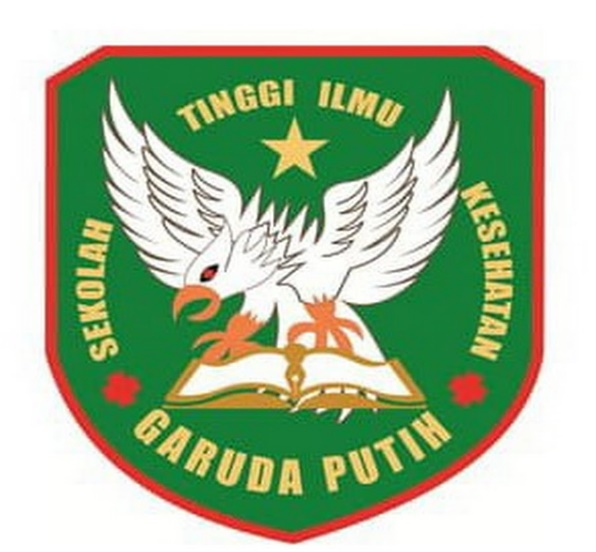 SEKOLAH
TINGGI ILMU
KESEHATAN
GARUDA PUTIH